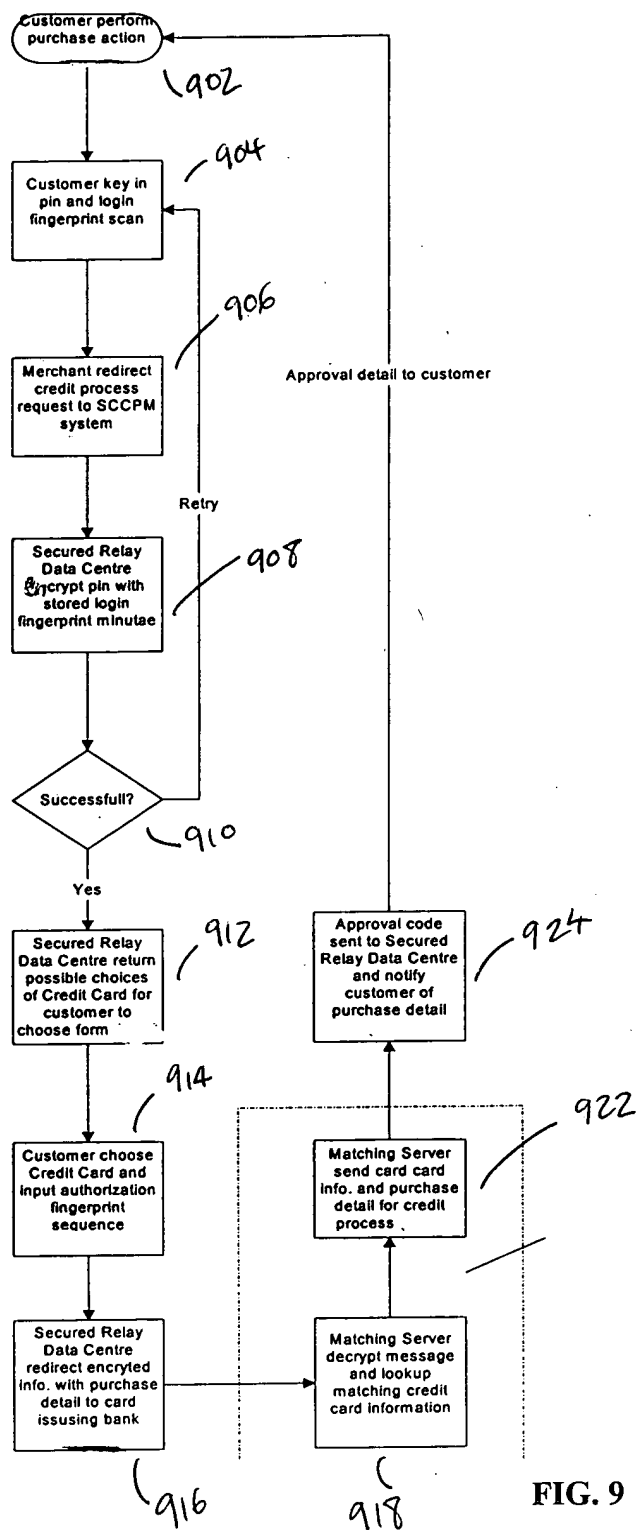 Customer perform
purchase action
902
904
Customer key in
pin and login
fingerprint scan
906
Merchant redirect
credit process
request to SCCPM
system
Approval detail to customer
Retry
Secured Relay
Data Centre
Encrypt pin with
stored login
fingerprint minutae
908
Successfull?
910
Yes
Secured Relay
Data Centre return
possible choices
of Credit Card for
customer to
choose form
912
Approval code
sent to Secured
Relay Data Centre
and notify
customer of
purchase detail
924
914
Customer choose
Credit Card and
input authorization
fingerprint
sequence
Matching Server
send card card
info. and purchase
detail for credit
process
922
Secured Relay
Data Centre
redirect encryted
info. with purchase
detail to card
issusing bank
916
Matching Server
decrypt message
and lookup
matching credit
card information
918
FIG. 9